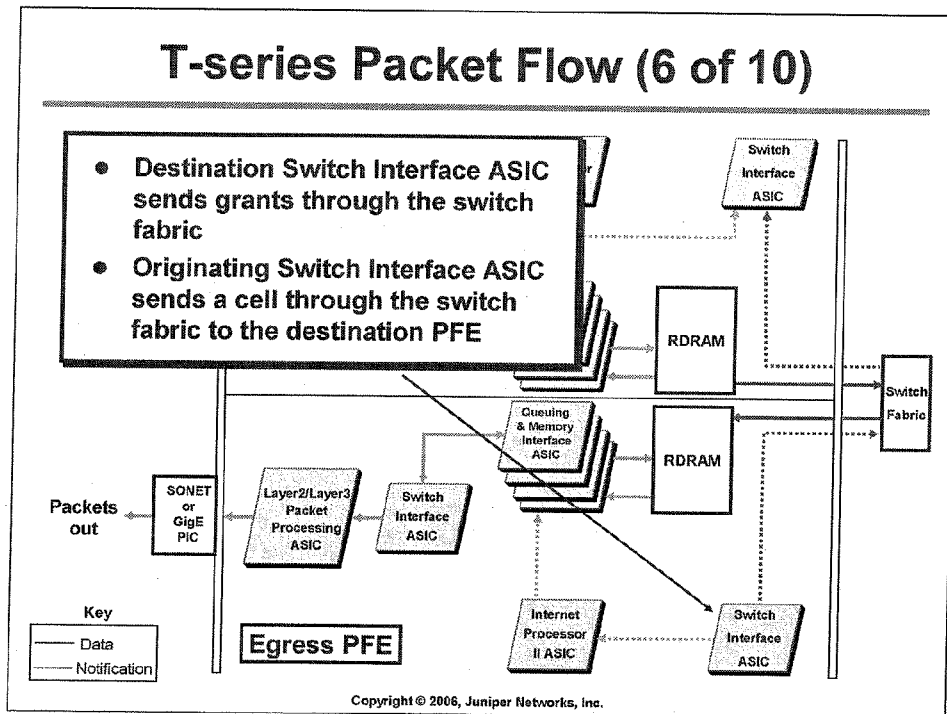 T-series Packet Flow (6 of 10)
● Destination Switch Interface ASIC
sends grants through the switch
fabric
● Originating Switch Interface ASIC
sends a cell through the switch
fabric to the destination PFE
Switch
Interface
ASIC
RDRAM
Switch
Fabric
Queuing
& Memory
Interface
ASIC
RDRAM
Packets
out
SONET
or
GigE
PIC
Layer2/Layer3
Packet
Processing
ASIC
Switch
Interface
ASIC
Key
Data
Notification
Egress PFE
Internet
Processor
II ASIC
Switch
Interface
ASIC
Copyright © 2006, Juniper Networks, Inc.